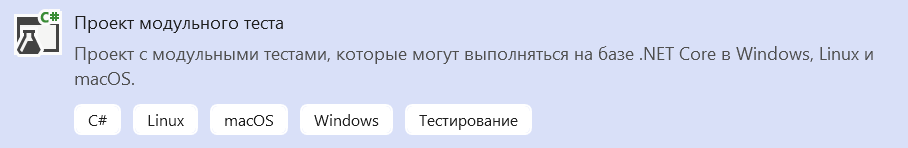 C#
Проект модульного теста
Проект с модульными тестами, которые могут выполняться на базе .NET Core в Windows, Linux и
macOS.
C# Linux macOS Windows Тестирование